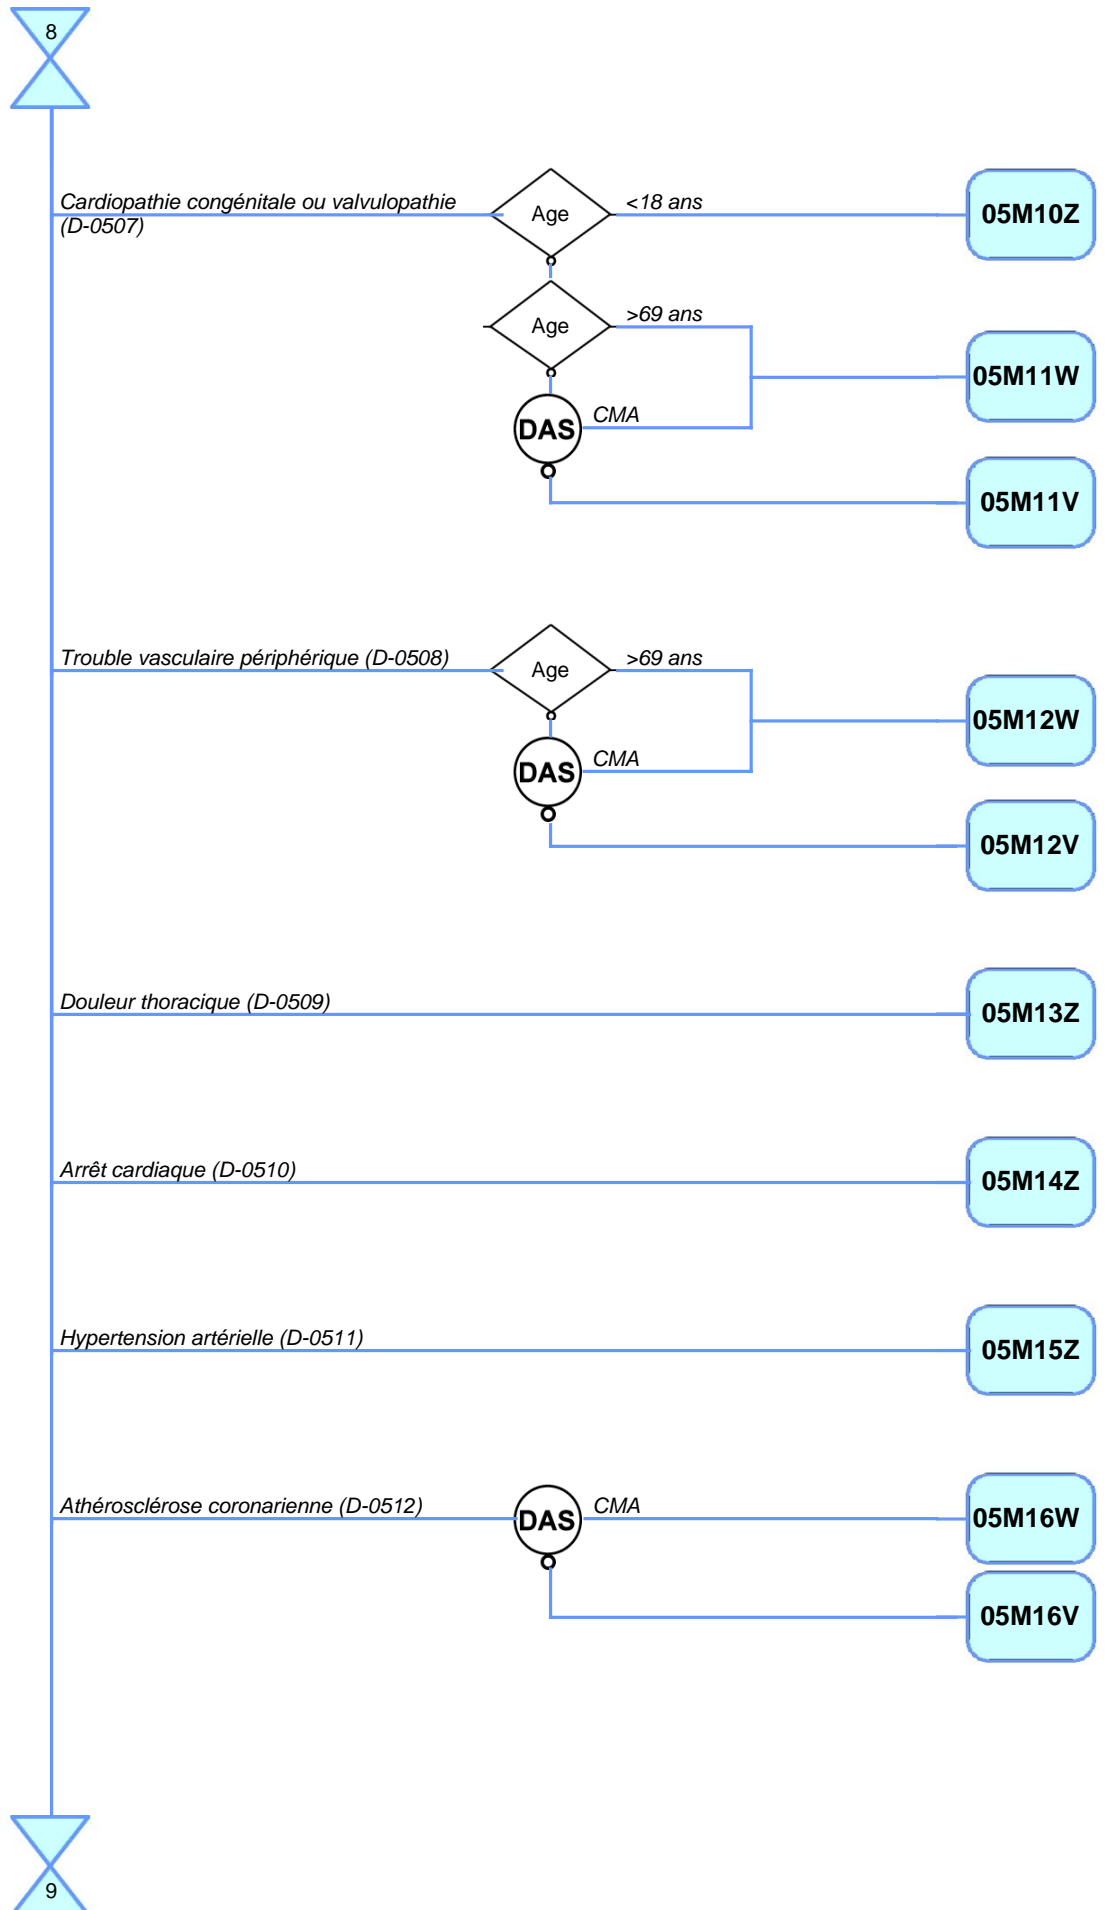 8
Cardiopathie congénitale ou valvulopathie
(D-0507)
Age
<18 ans
05M10Z
Age
>69 ans
05M11W
DAS
CMA
05M11V
Trouble vasculaire périphérique (D-0508)
Age
>69 ans
05M12W
DAS
CMA
05M12V
Douleur thoracique (D-0509)
05M13Z
Arrêt cardiaque (D-0510)
05M14Z
Hypertension artérielle (D-0511)
05M15Z
Athérosclérose coronarienne (D-0512)
DAS
CMA
05M16W
05M16V
9